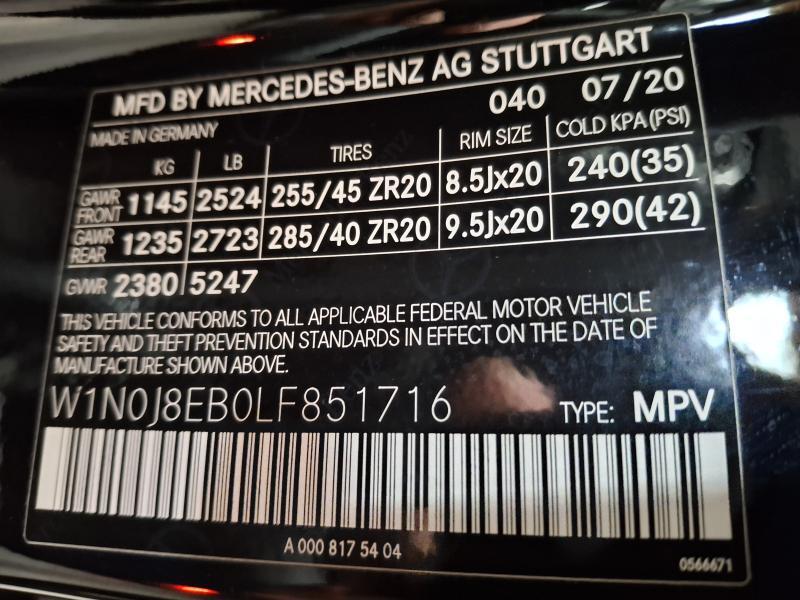 MFD BY MERCEDES-BENZ AG STUTTGART
040 07/20
MADE IN GERMANY
KG LB TIRES RIM SIZE COLD KPA (PSI)
GAWR FRONT 1145 2524 255/45 ZR20 8.5Jx20 240(35)
GAWR REAR 1235 2723 285/40 ZR20 9.5Jx20 290(42)
GVWR 2380 5247
THIS VEHICLE CONFORMS TO ALL APPLICABLE FEDERAL MOTOR VEHICLE
SAFETY AND THEFT PREVENTION STANDARDS IN EFFECT ON THE DATE OF
MANUFACTURE SHOWN ABOVE.
W1N0J8EB0LF851716 TYPE: MPV
A 000 817 54 04
0566671